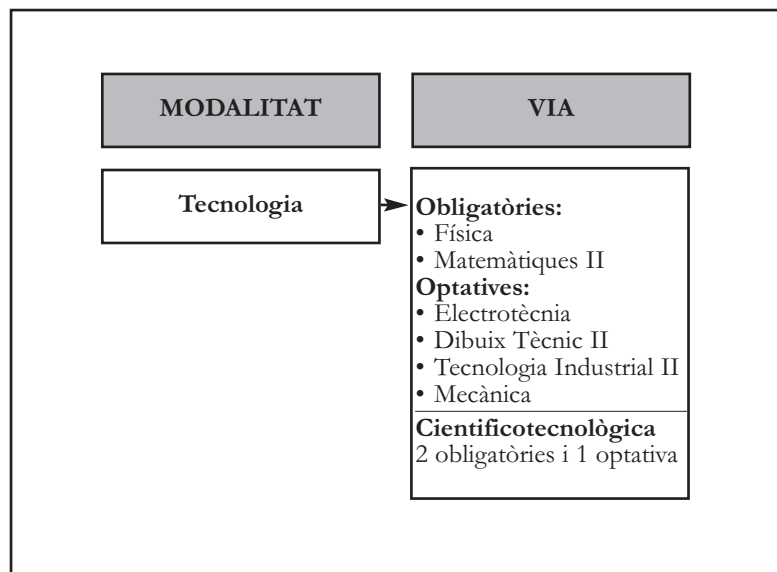 MODALITAT
VIA
Tecnologia
Obligatòries:
• Física
• Matemàtiques II
Optatives:
• Electrotècnia
• Dibuix Tècnic II
• Tecnologia Industrial II
• Mecànica
Cientificotecnològica
2 obligatòries i 1 optativa